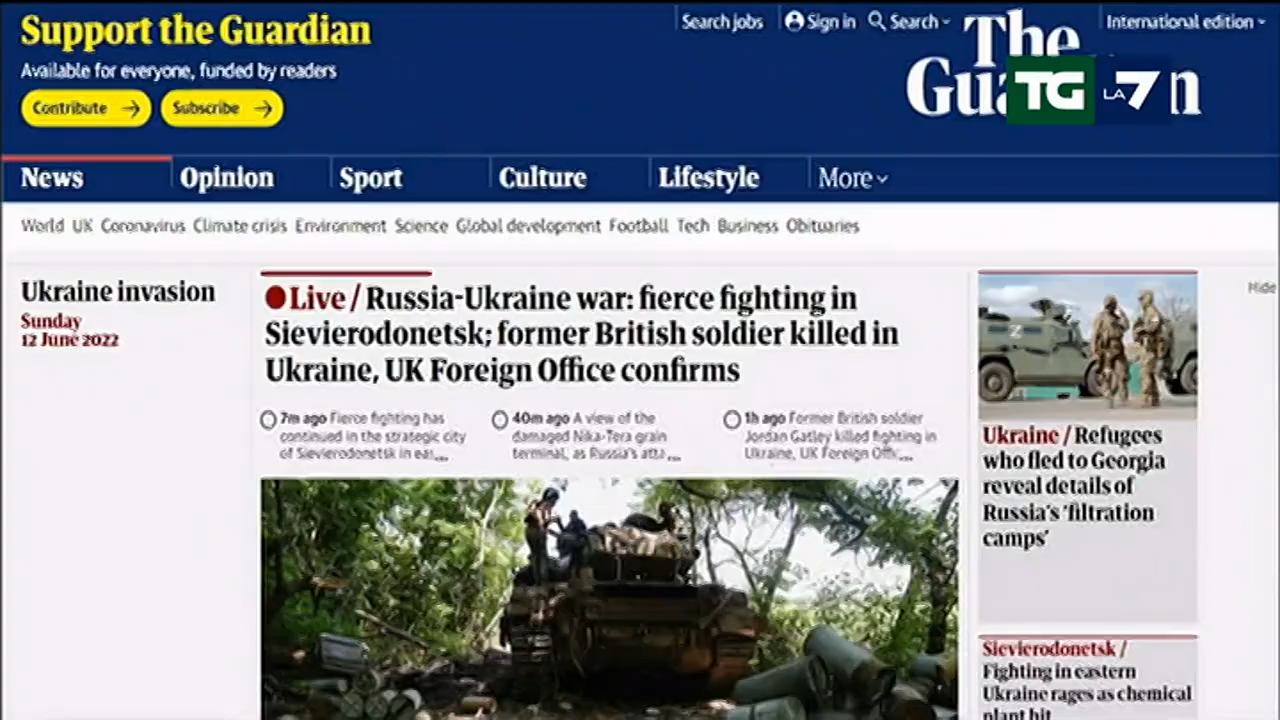 Support the Guardian
Available for everyone, funded by readers
Contribute
Subscribe
Search jobs
Sign in
Search
International edition
The
Gua n
TG LA7
News
Opinion
Sport
Culture
Lifestyle
More
World UK Coronavirus Climate crisis Environment Science Global development Football Tech Business Obituaries
Ukraine invasion
Sunday
12 June 2022
Live / Russia-Ukraine war: fierce fighting in
Sievierodonetsk; former British soldier killed in
Ukraine, UK Foreign Office confirms
7m ago Fierce fighting has
continued in the strategic city
of Sievierodonetsk in eas...
40m ago A view of the
damaged Nika-Tera grain
terminal, as Russia's atta...
1h ago Former British soldier
Jordan Gatley killed fighting in
Ukraine, UK Foreign Offic...
Hide
Z
Ukraine / Refugees
who fled to Georgia
reveal details of
Russia's 'filtration
camps'
Sievierodonetsk /
Fighting in eastern
Ukraine rages as chemical
plant hit